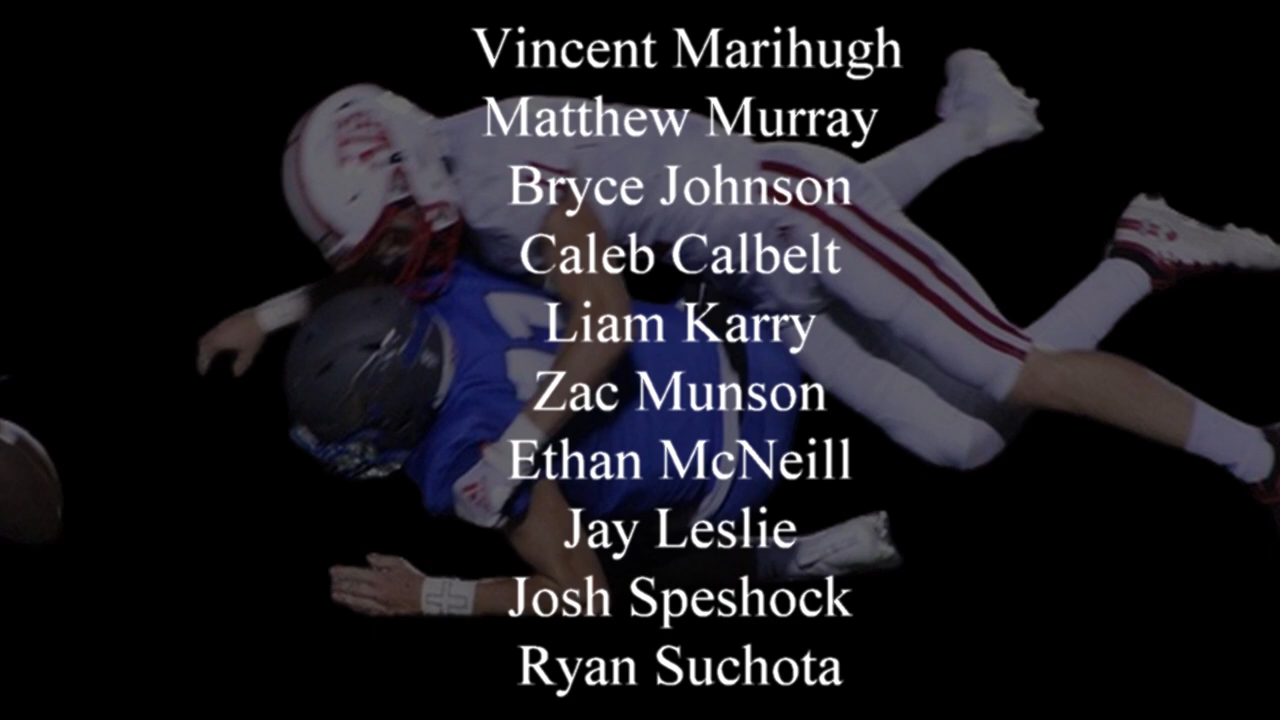 Vincent Marihugh
Matthew Murray
Bryce Johnson
Caleb Calbelt
Liam Karry
Zac Munson
Ethan McNeill
Jay Leslie
Josh Speshock
Ryan Suchota